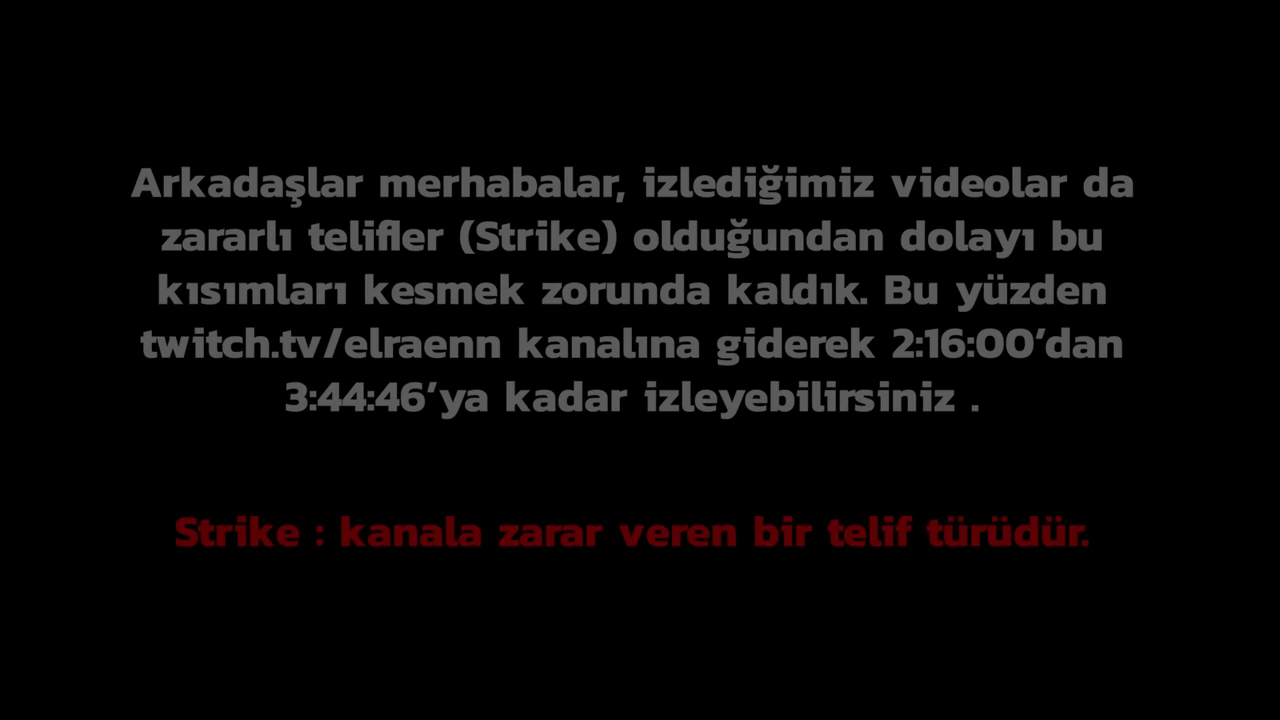 Arkadaşlar merhabalar, izlediğimiz videolar da
zararlı telifler (Strike) olduğundan dolayı bu
kısımları kesmek zorunda kaldık. Bu yüzden
twitch.tv/elraenn kanalına giderek 2:16:00’dan
3:44:46’ya kadar izleyebilirsiniz .
Strike : kanala zarar veren bir telif türüdür.